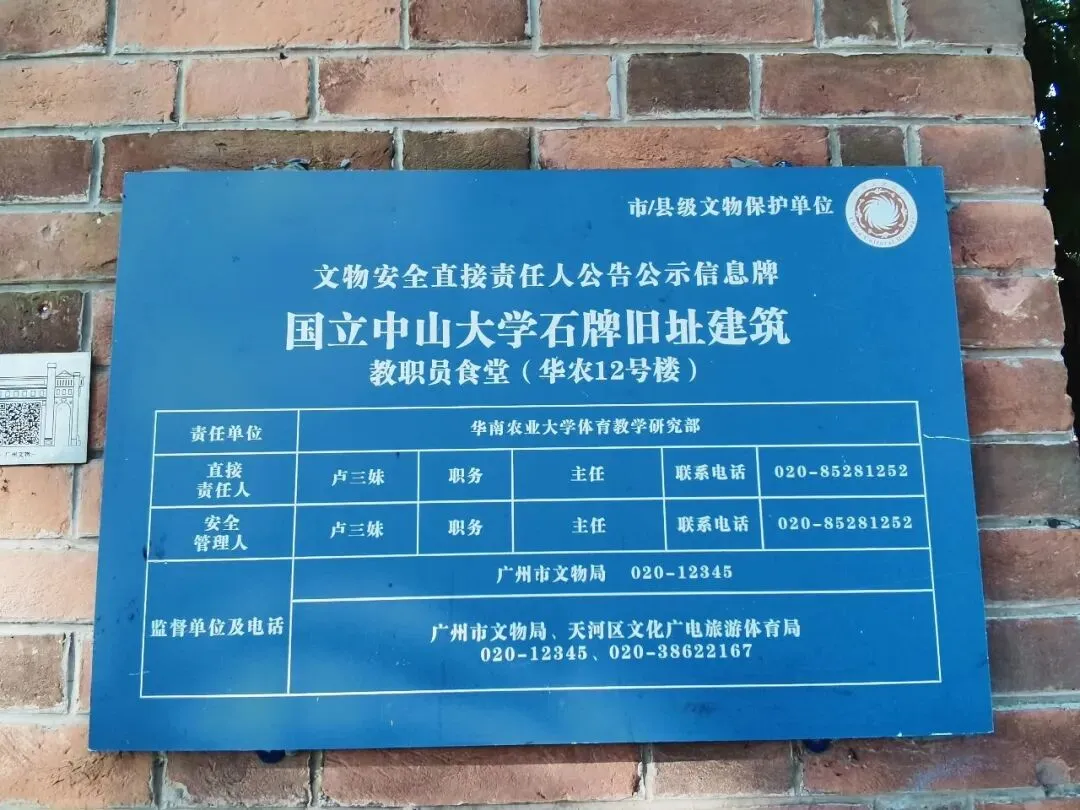 市/县级文物保护单位
文物安全直接责任人公告公示信息牌
国立中山大学石牌旧址建筑
教职员食堂（华农12号楼）
责任单位 华南农业大学体育教学研究部
直接责任人 卢三妹 职务 主任 联系电话 020-85281252
安全管理人 卢三妹 职务 主任 联系电话 020-85281252
监督单位及电话 广州市文物局 020-12345
广州市文物局、天河区文化广电旅游体育局
020-12345、020-38622167
广州文物